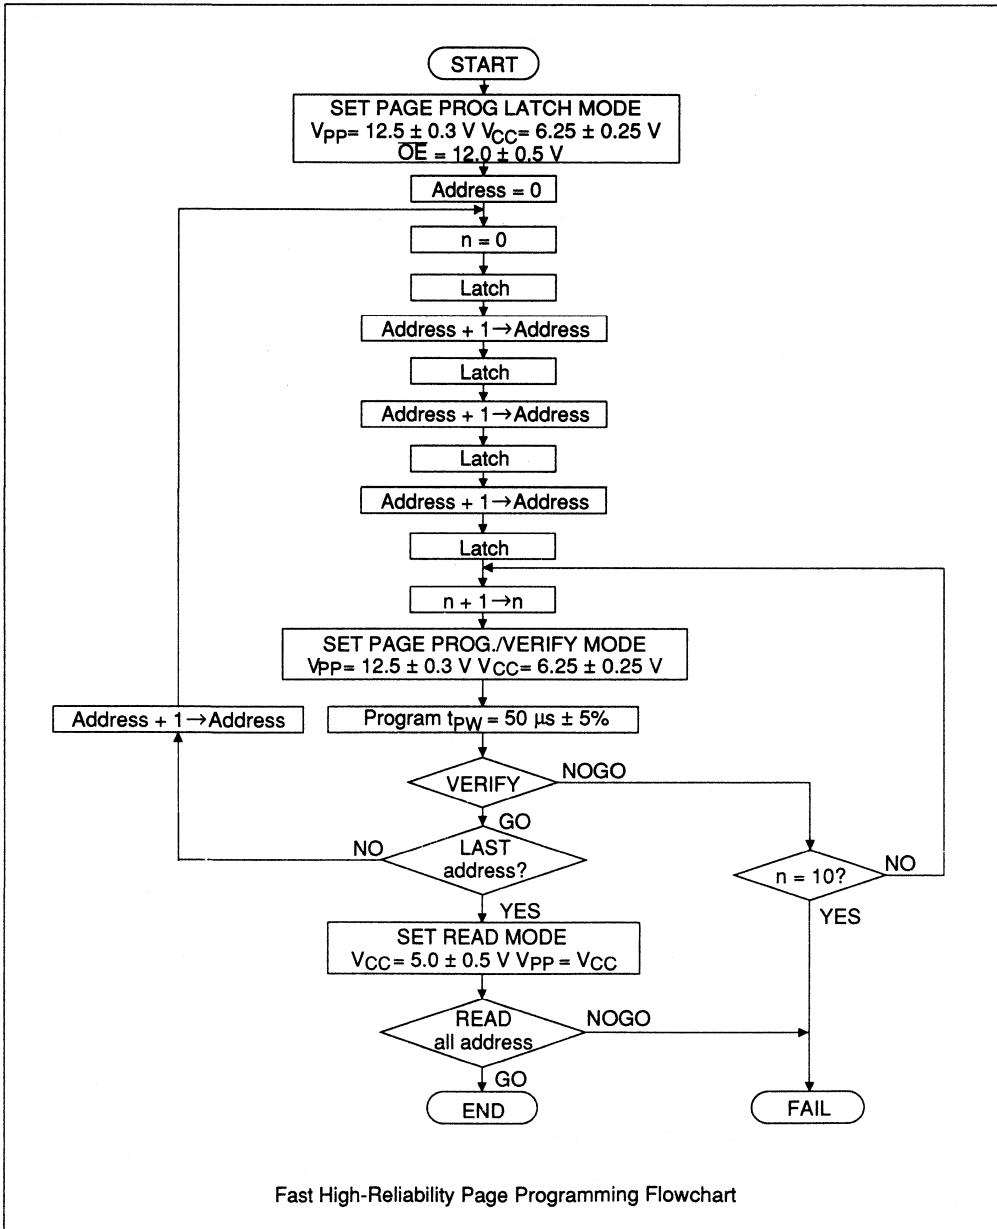 START
SET PAGE PROG LATCH MODE
VPP= 12.5 ± 0.3 V VCC= 6.25 ± 0.25 V
O̅E̅ = 12.0 ± 0.5 V
Address = 0
n = 0
Latch
Address + 1→Address
Latch
Address + 1→Address
Latch
Address + 1→Address
Latch
n + 1→n
SET PAGE PROG./VERIFY MODE
VPP= 12.5 ± 0.3 V VCC= 6.25 ± 0.25 V
Address + 1→Address
Program tPW = 50 µs ± 5%
VERIFY
NOGO
GO
LAST
address?
NO
YES
n = 10?
NO
YES
SET READ MODE
VCC= 5.0 ± 0.5 V VPP = VCC
READ
all address
NOGO
GO
END
FAIL
Fast High-Reliability Page Programming Flowchart